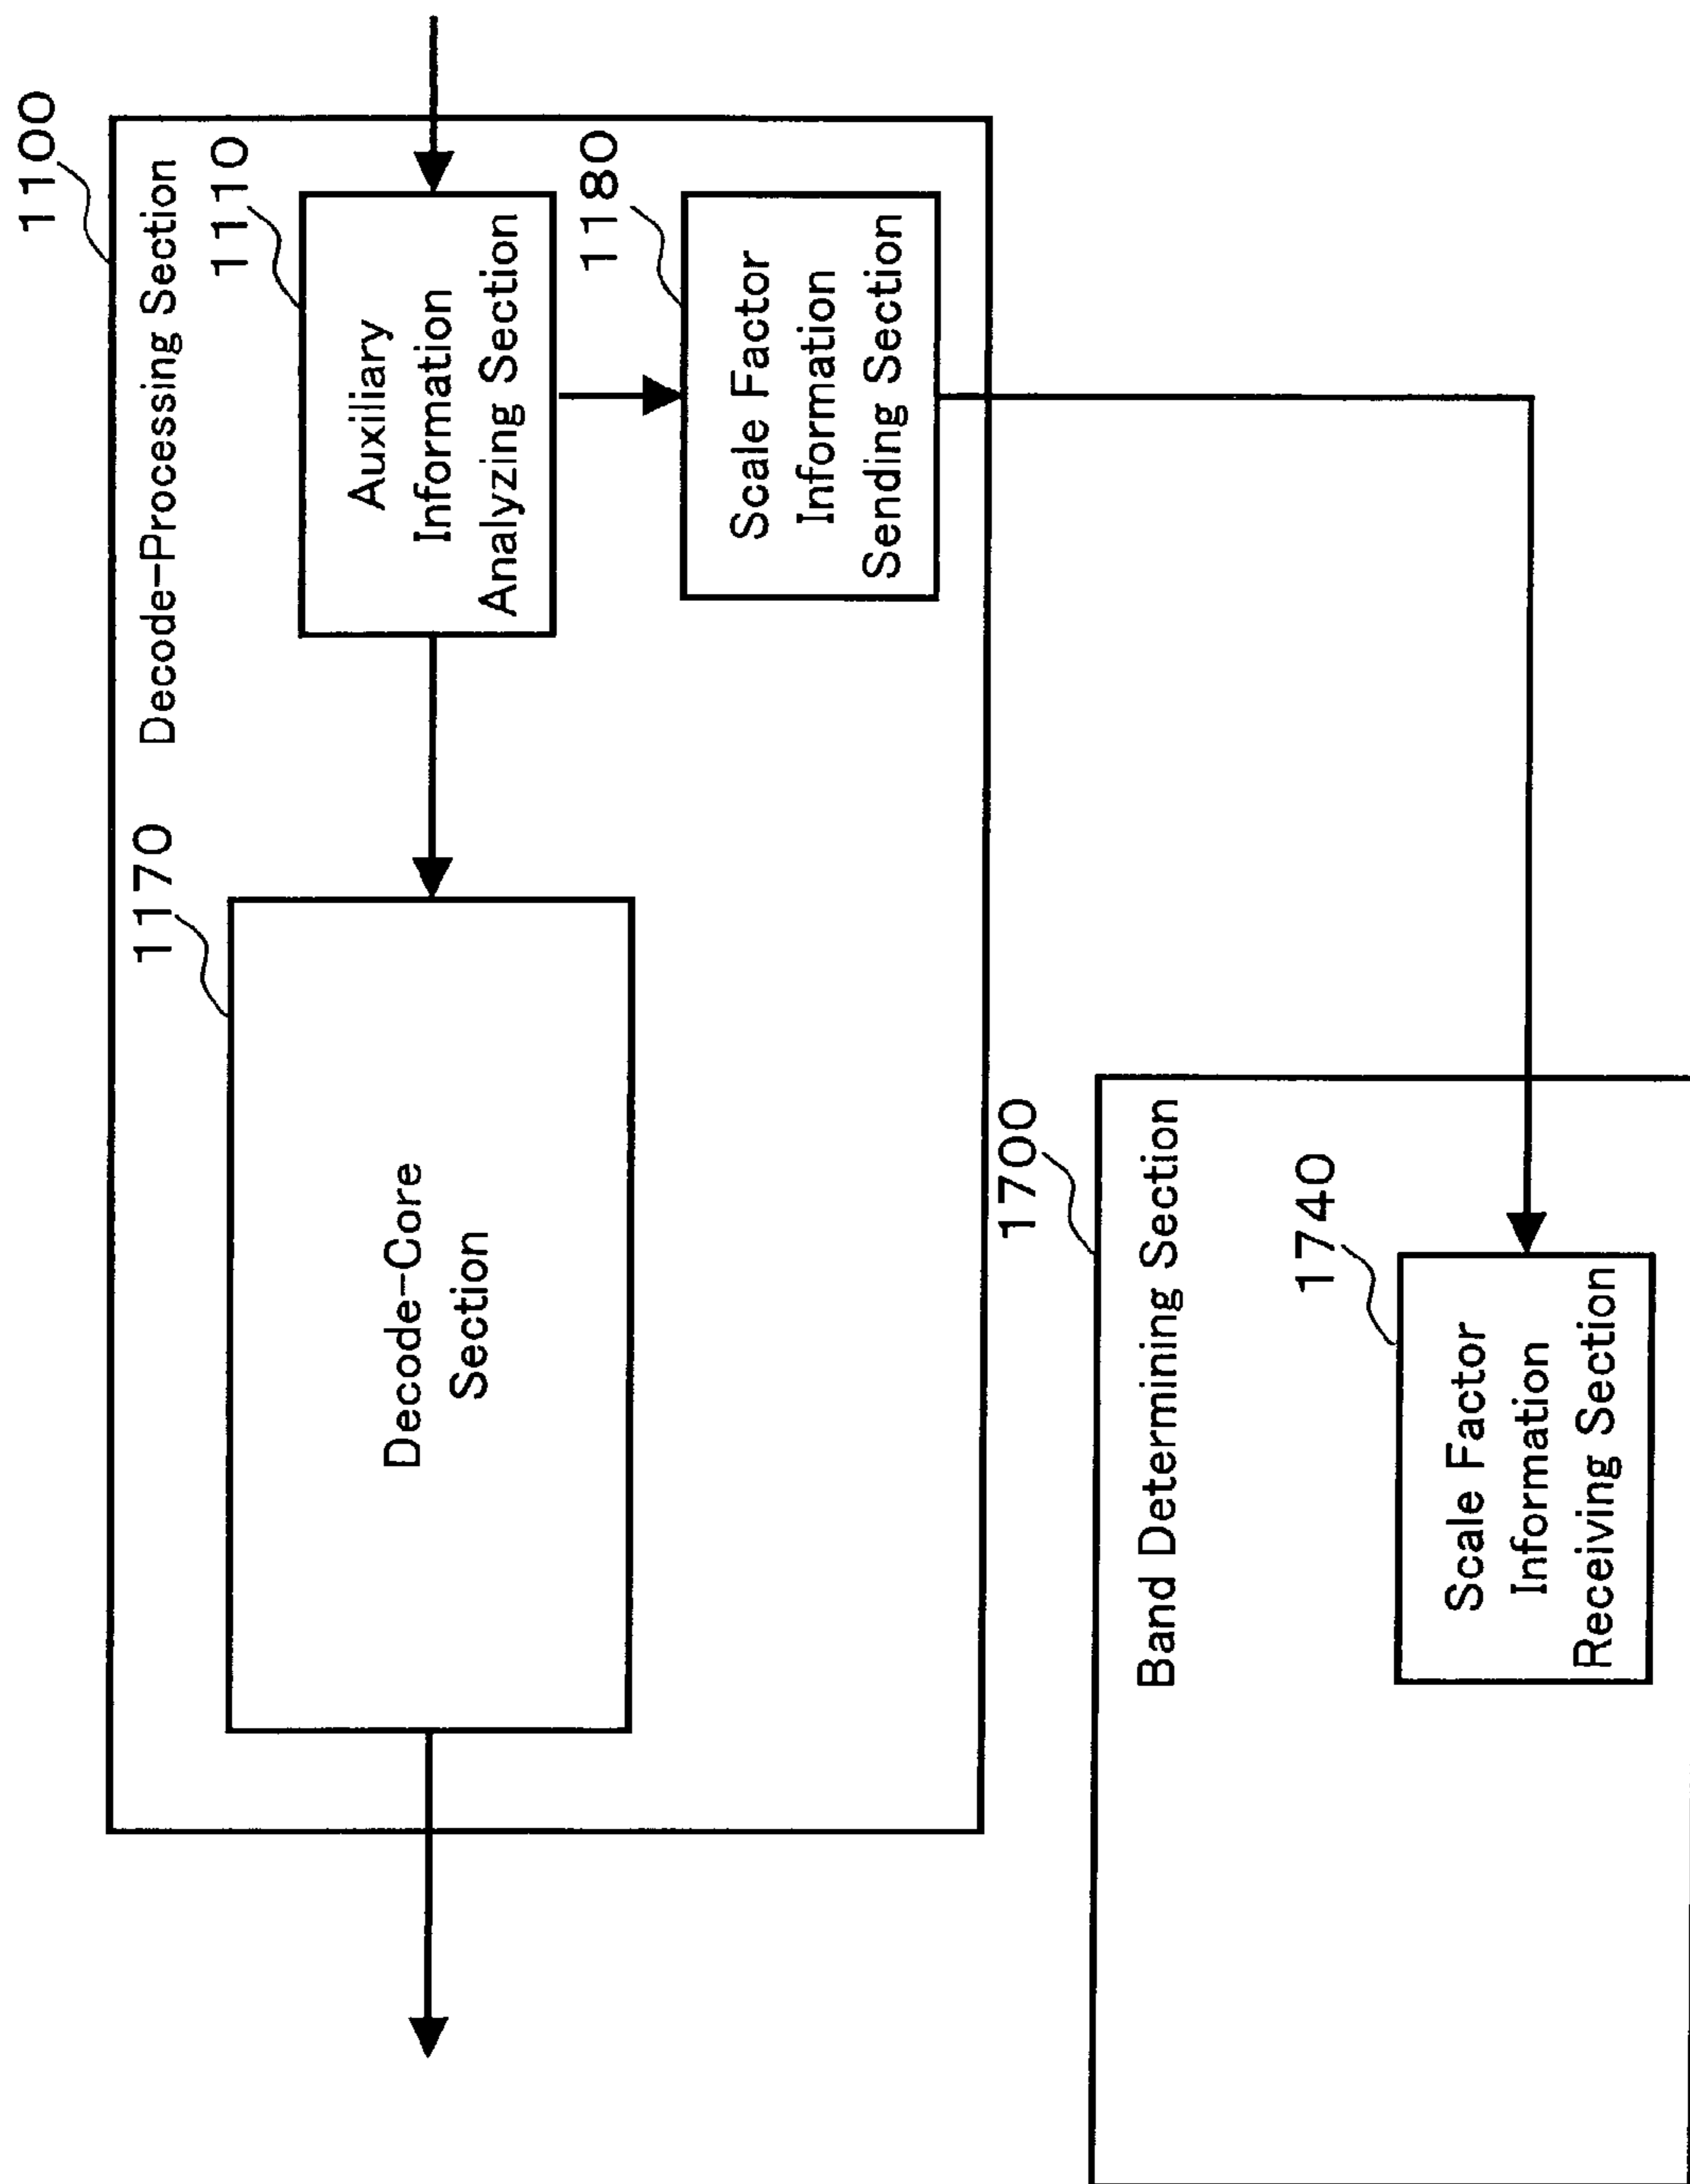 1100
Decode-Processing Section
1170
1110
Decode-Core
Section
Auxiliary
Information
Analyzing Section
1180
Scale Factor
Information
Sending Section
1700
Band Determining Section
1740
Scale Factor
Information
Receiving Section